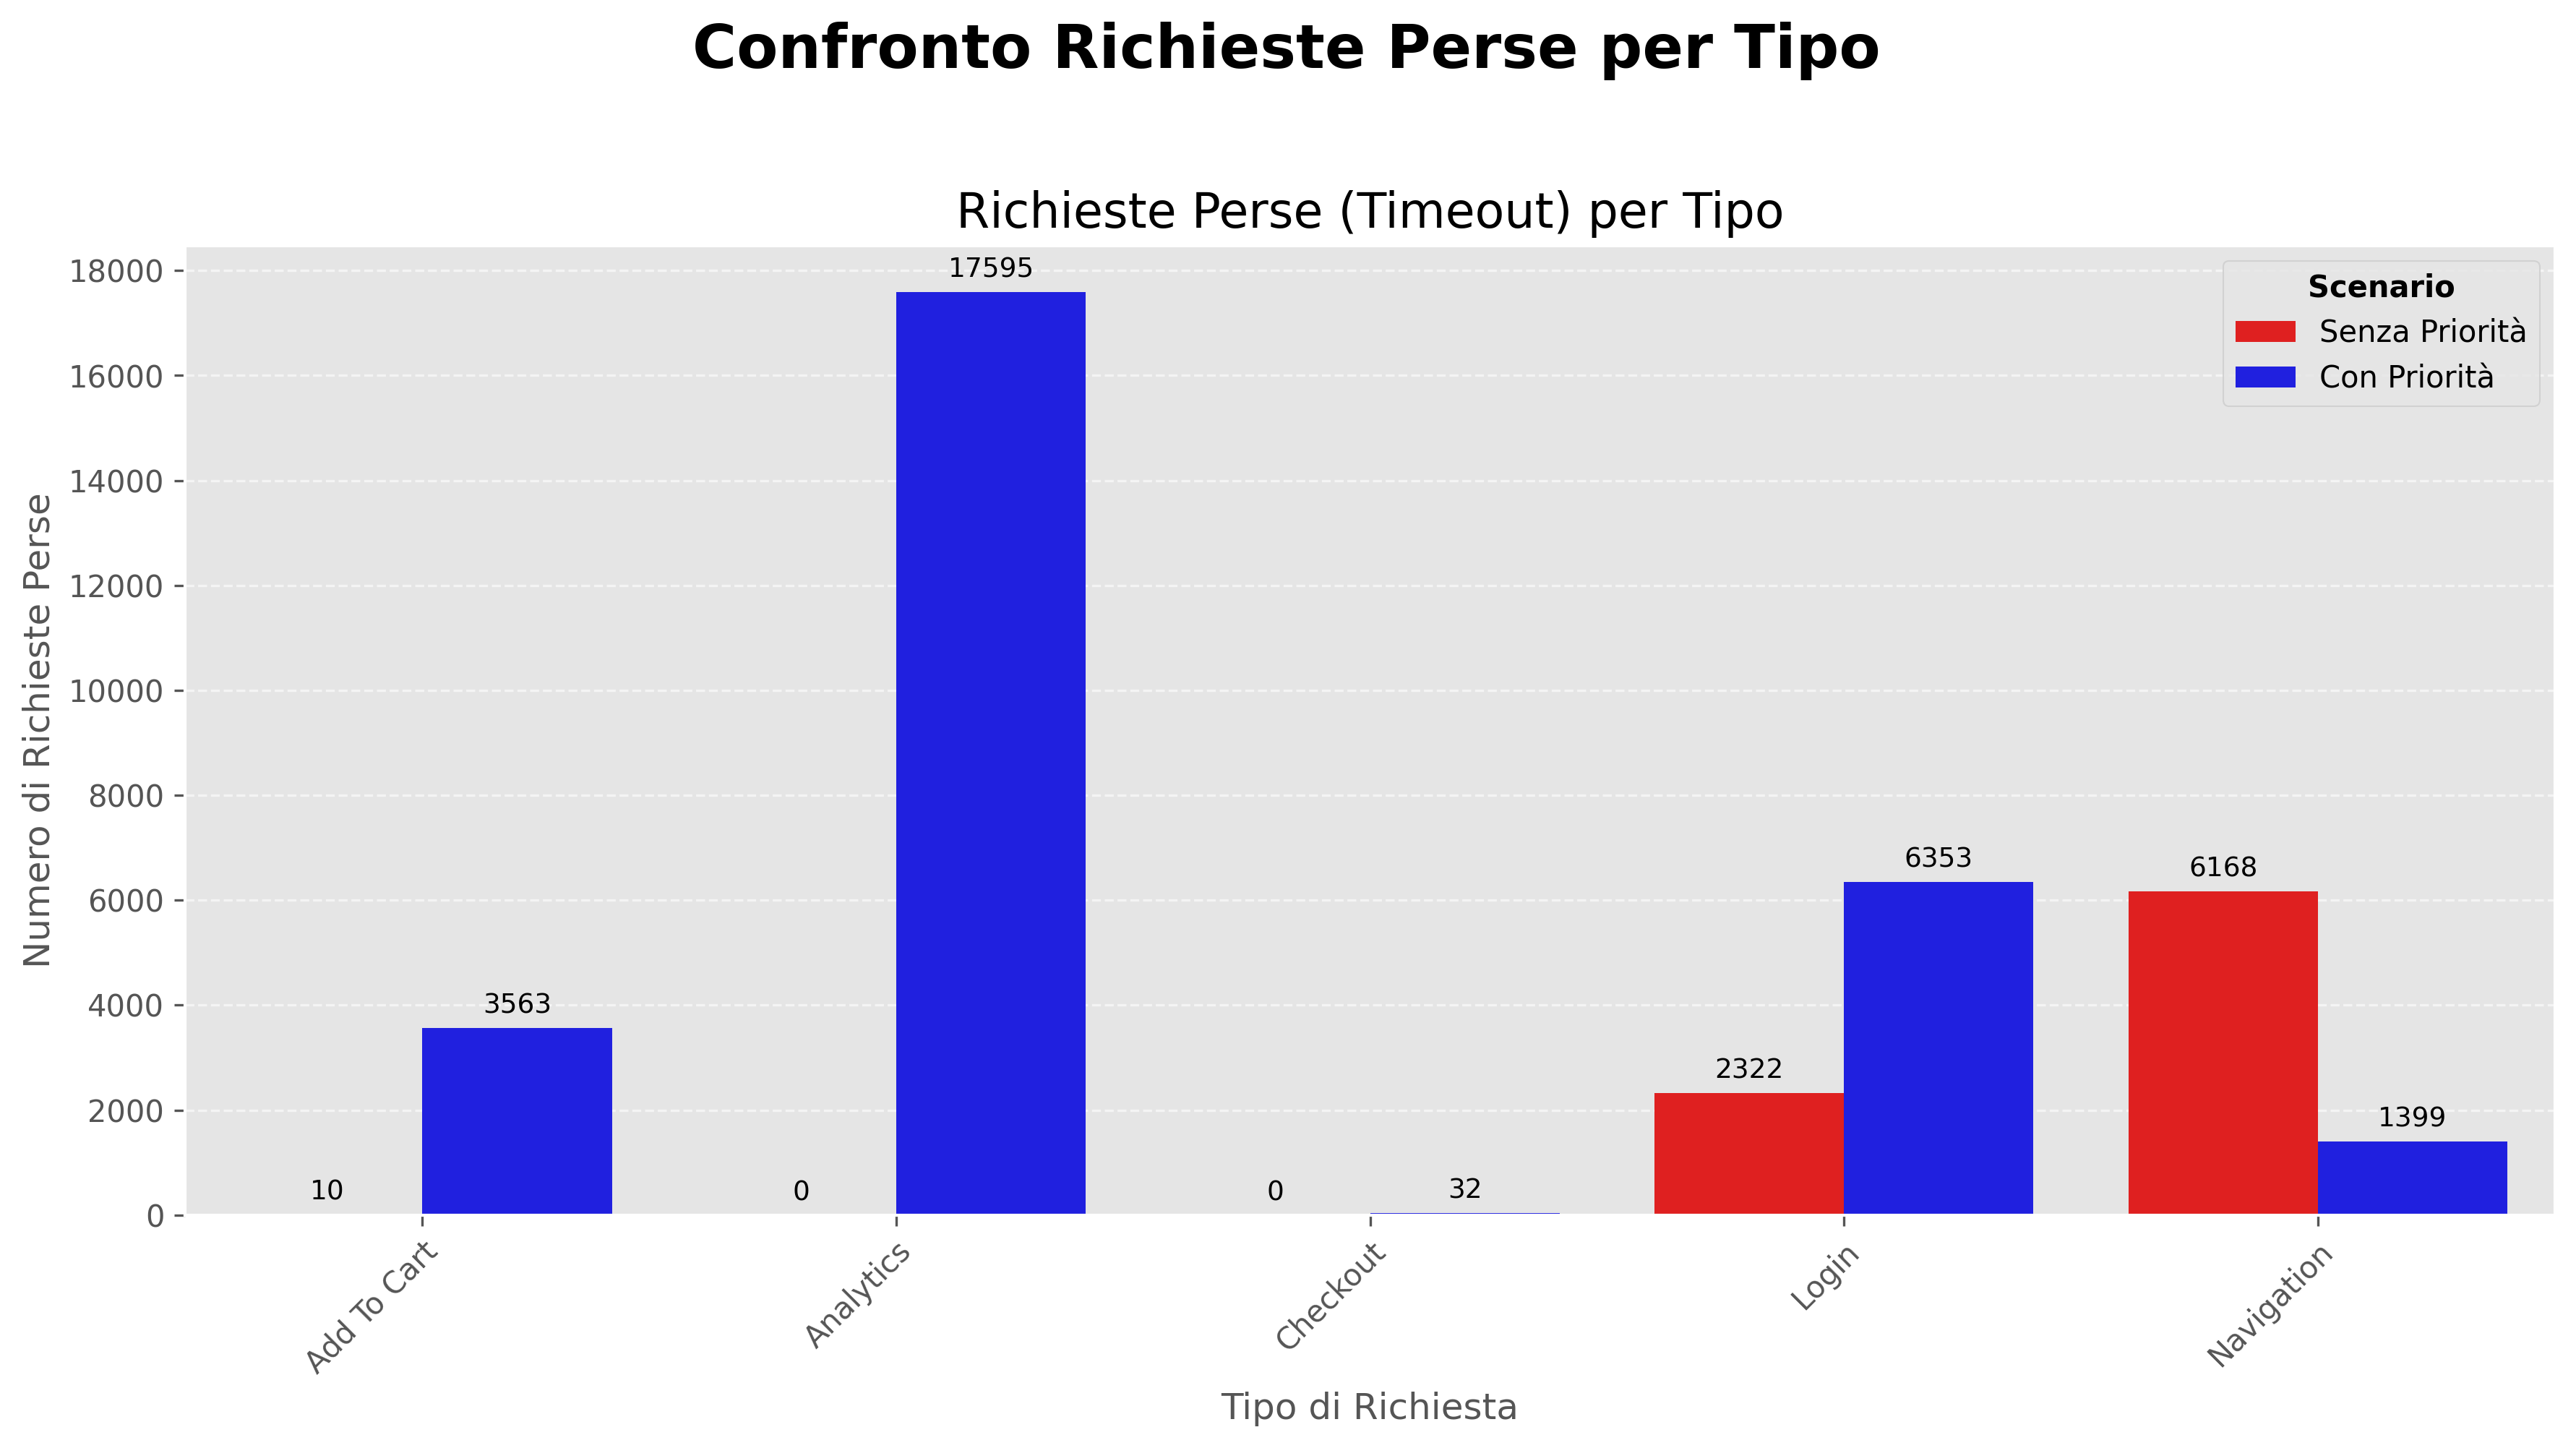 Confronto Richieste Perse per Tipo
Richieste Perse (Timeout) per Tipo
Numero di Richieste Perse
18000
16000
14000
12000
10000
8000
6000
4000
2000
0
Scenario
Senza Priorità
Con Priorità
10
3563
0
17595
0
32
2322
6353
6168
1399
Add To Cart
Analytics
Checkout
Login
Navigation
Tipo di Richiesta